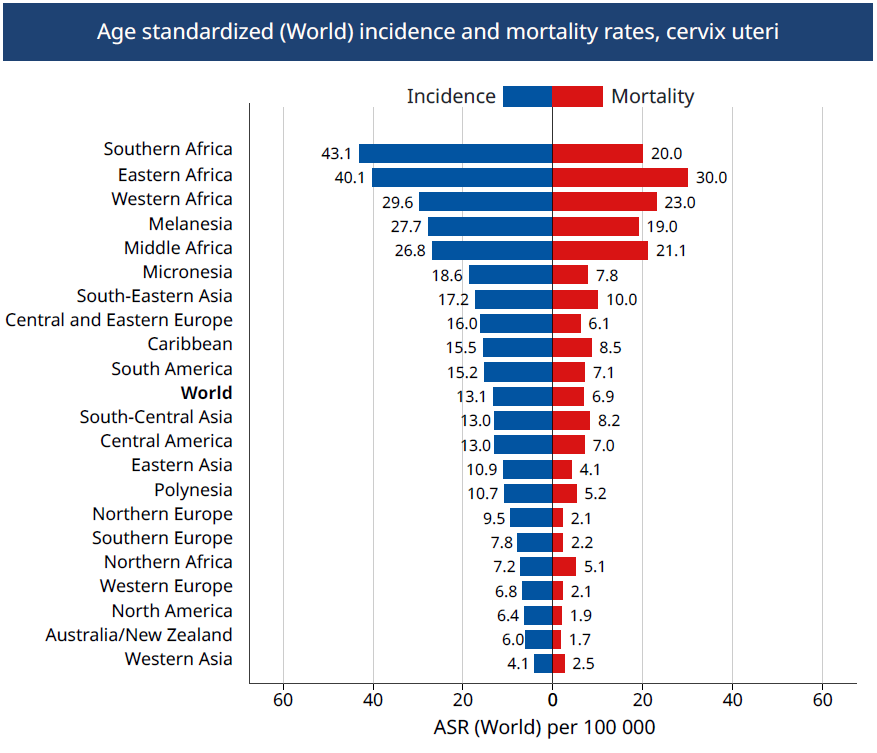 Age standardized (World) incidence and mortality rates, cervix uteri
Incidence Mortality
Southern Africa 43.1 20.0
Eastern Africa 40.1 30.0
Western Africa 29.6 23.0
Melanesia 27.7 19.0
Middle Africa 26.8 21.1
Micronesia 18.6 7.8
South-Eastern Asia 17.2 10.0
Central and Eastern Europe 16.0 6.1
Caribbean 15.5 8.5
South America 15.2 7.1
World 13.1 6.9
South-Central Asia 13.0 8.2
Central America 13.0 7.0
Eastern Asia 10.9 4.1
Polynesia 10.7 5.2
Northern Europe 9.5 2.1
Southern Europe 7.8 2.2
Northern Africa 7.2 5.1
Western Europe 6.8 2.1
North America 6.4 1.9
Australia/New Zealand 6.0 1.7
Western Asia 4.1 2.5
60 40 20 0 20 40 60
ASR (World) per 100 000